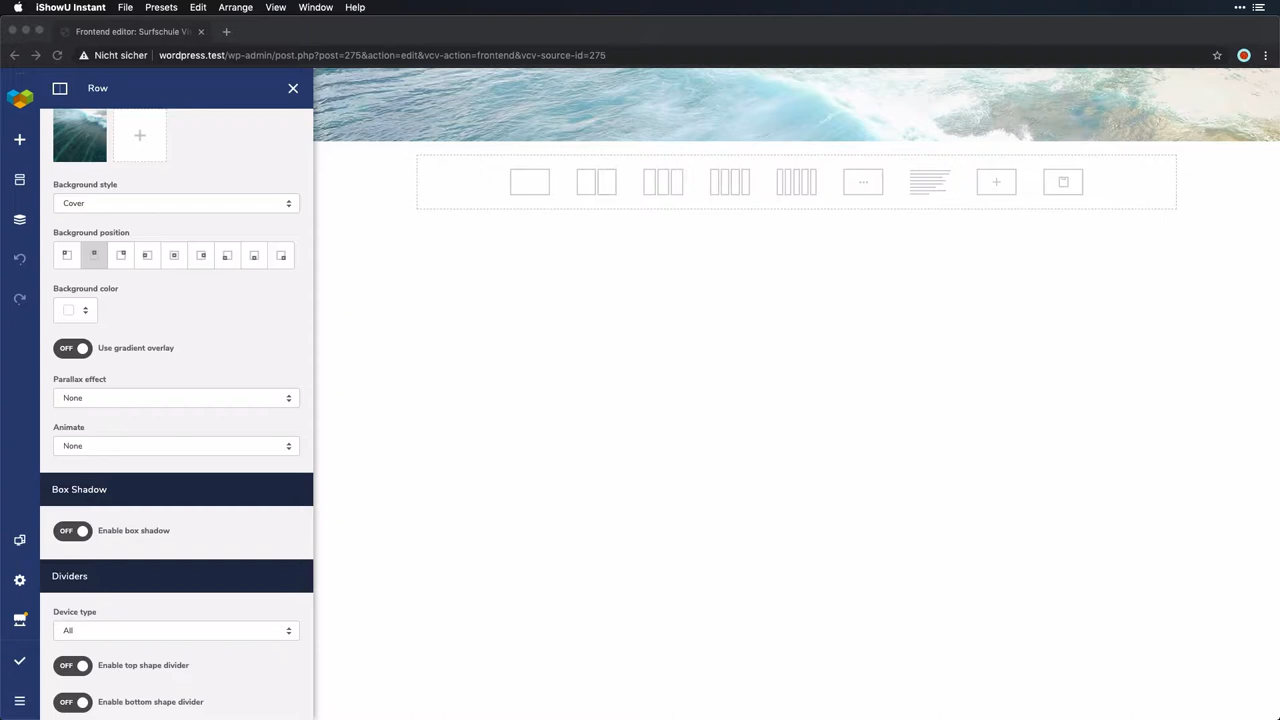 iShowU Instant File Presets Edit Arrange View Window Help
Frontend editor: Surfschule Vi
Nicht sicher wordpress.test/wp-admin/post.php?post=275&action=edit&vcv-action=frontend&vcv-source-id=275
Row
Background style
Cover
Background position
Background color
OFF Use gradient overlay
Parallax effect
None
Animate
None
Box Shadow
OFF Enable box shadow
Dividers
Device type
All
OFF Enable top shape divider
OFF Enable bottom shape divider